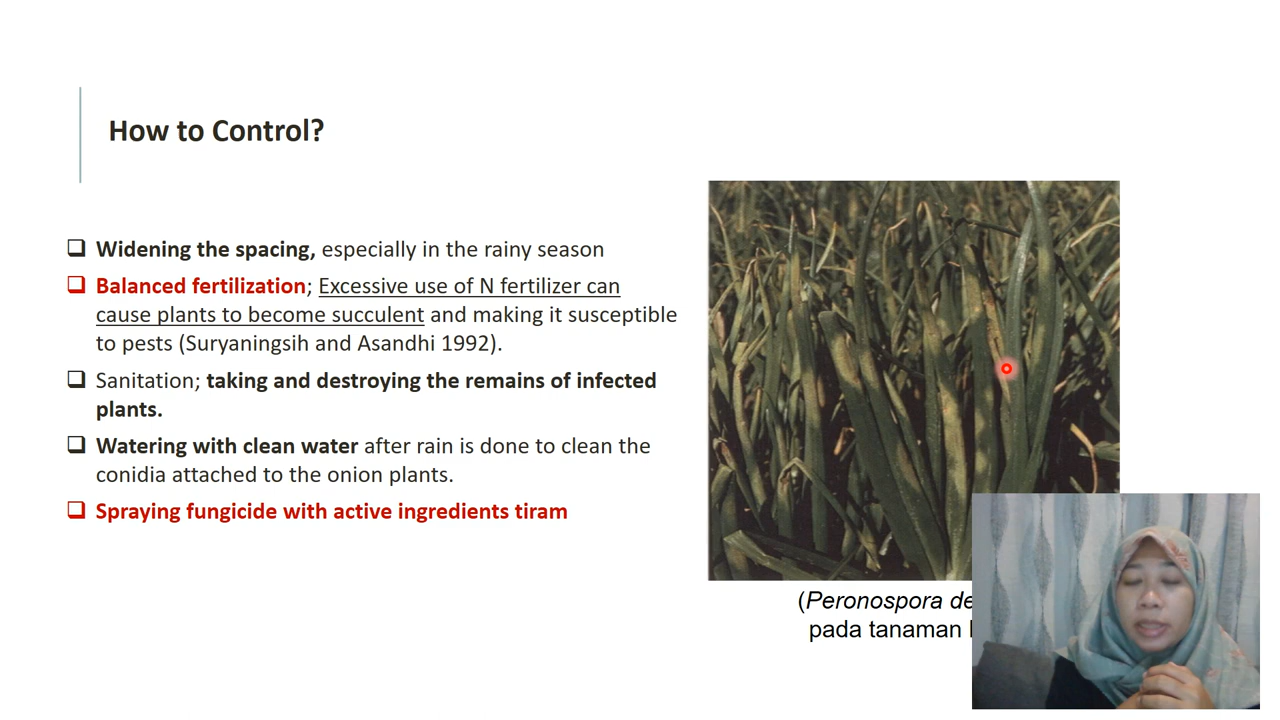 How to Control?
Widening the spacing, especially in the rainy season
Balanced fertilization; Excessive use of N fertilizer can
cause plants to become succulent and making it susceptible
to pests (Suryaningsih and Asandhi 1992).
Sanitation; taking and destroying the remains of infected
plants.
Watering with clean water after rain is done to clean the
conidia attached to the onion plants.
Spraying fungicide with active ingredients tiram
(Peronospora
pada tanaman